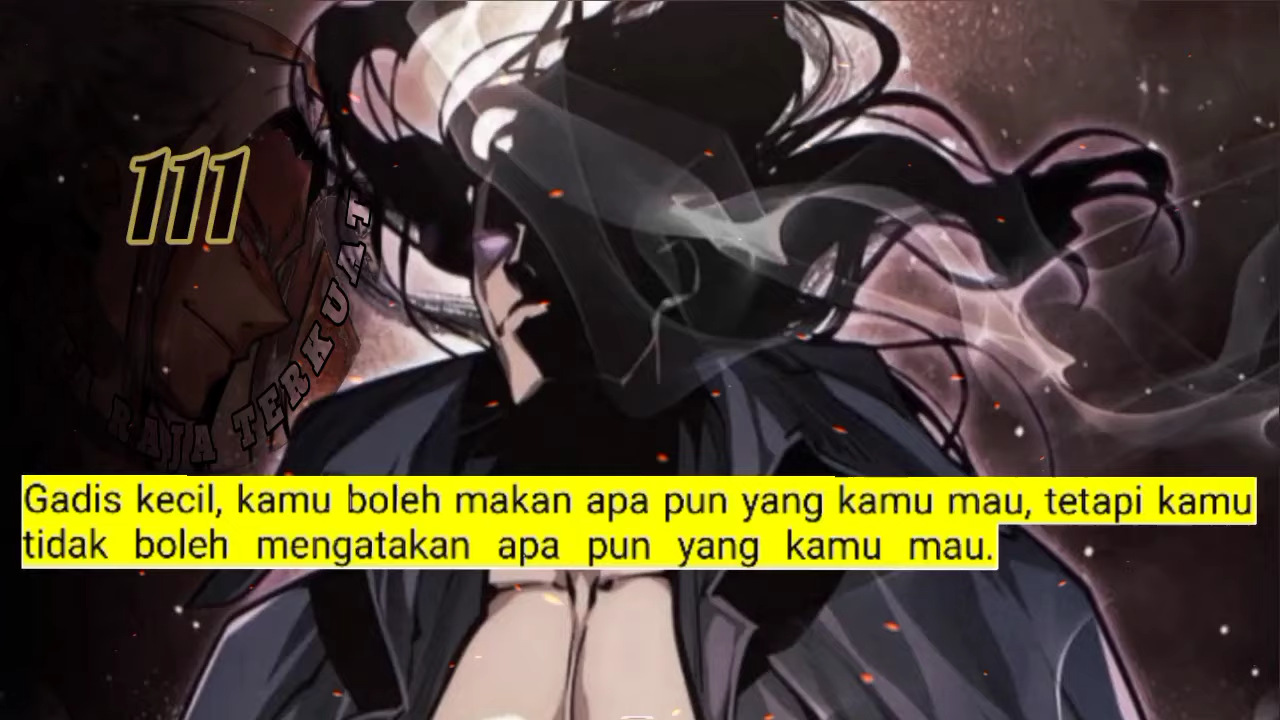 111
RAJA TERKUAT
Gadis kecil, kamu boleh makan apa pun yang kamu mau, tetapi kamu
tidak boleh mengatakan apa pun yang kamu mau.